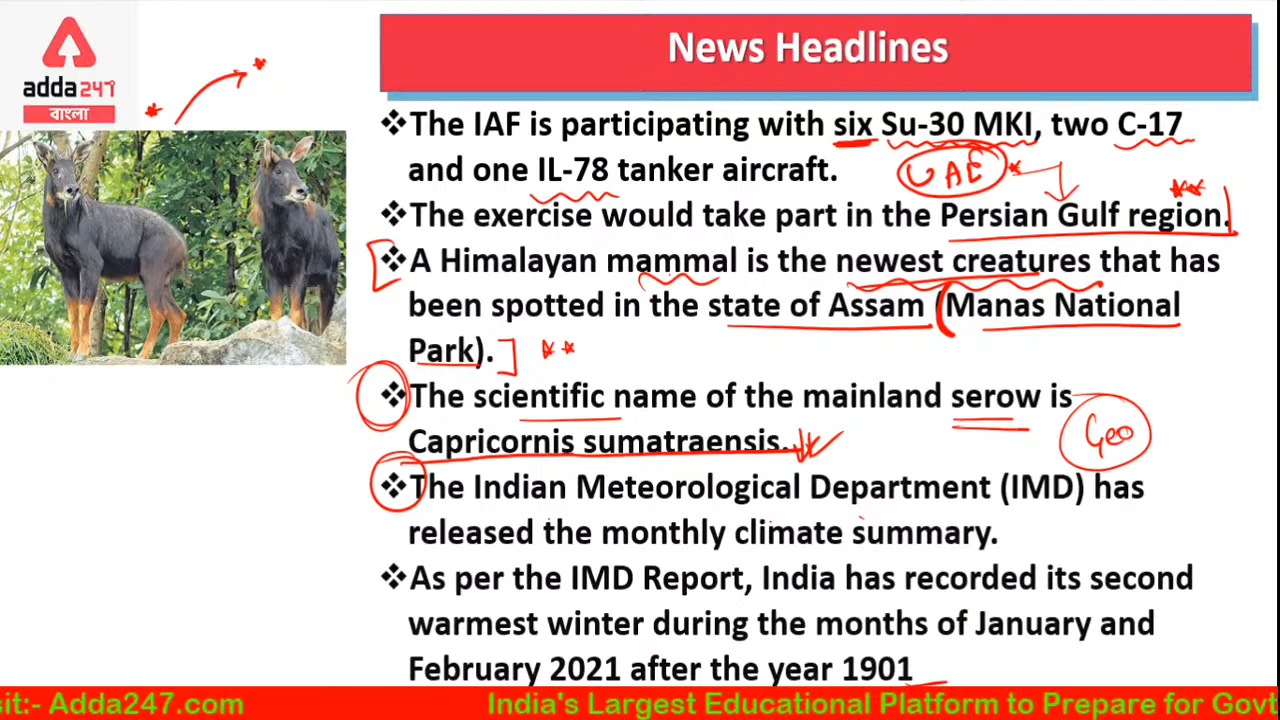 adda247
বাংলা
News Headlines
❖The IAF is participating with six Su-30 MKI, two C-17
and one IL-78 tanker aircraft.
UAE
❖The exercise would take part in the Persian Gulf region.
❖A Himalayan mammal is the newest creatures that has
been spotted in the state of Assam (Manas National
Park).
❖The scientific name of the mainland serow is
Capricornis sumatraensis.
Geo
❖The Indian Meteorological Department (IMD) has
released the monthly climate summary.
❖As per the IMD Report, India has recorded its second
warmest winter during the months of January and
February 2021 after the year 1901
sit:- Adda247.com India's Largest Educational Platform to Prepare for Govt